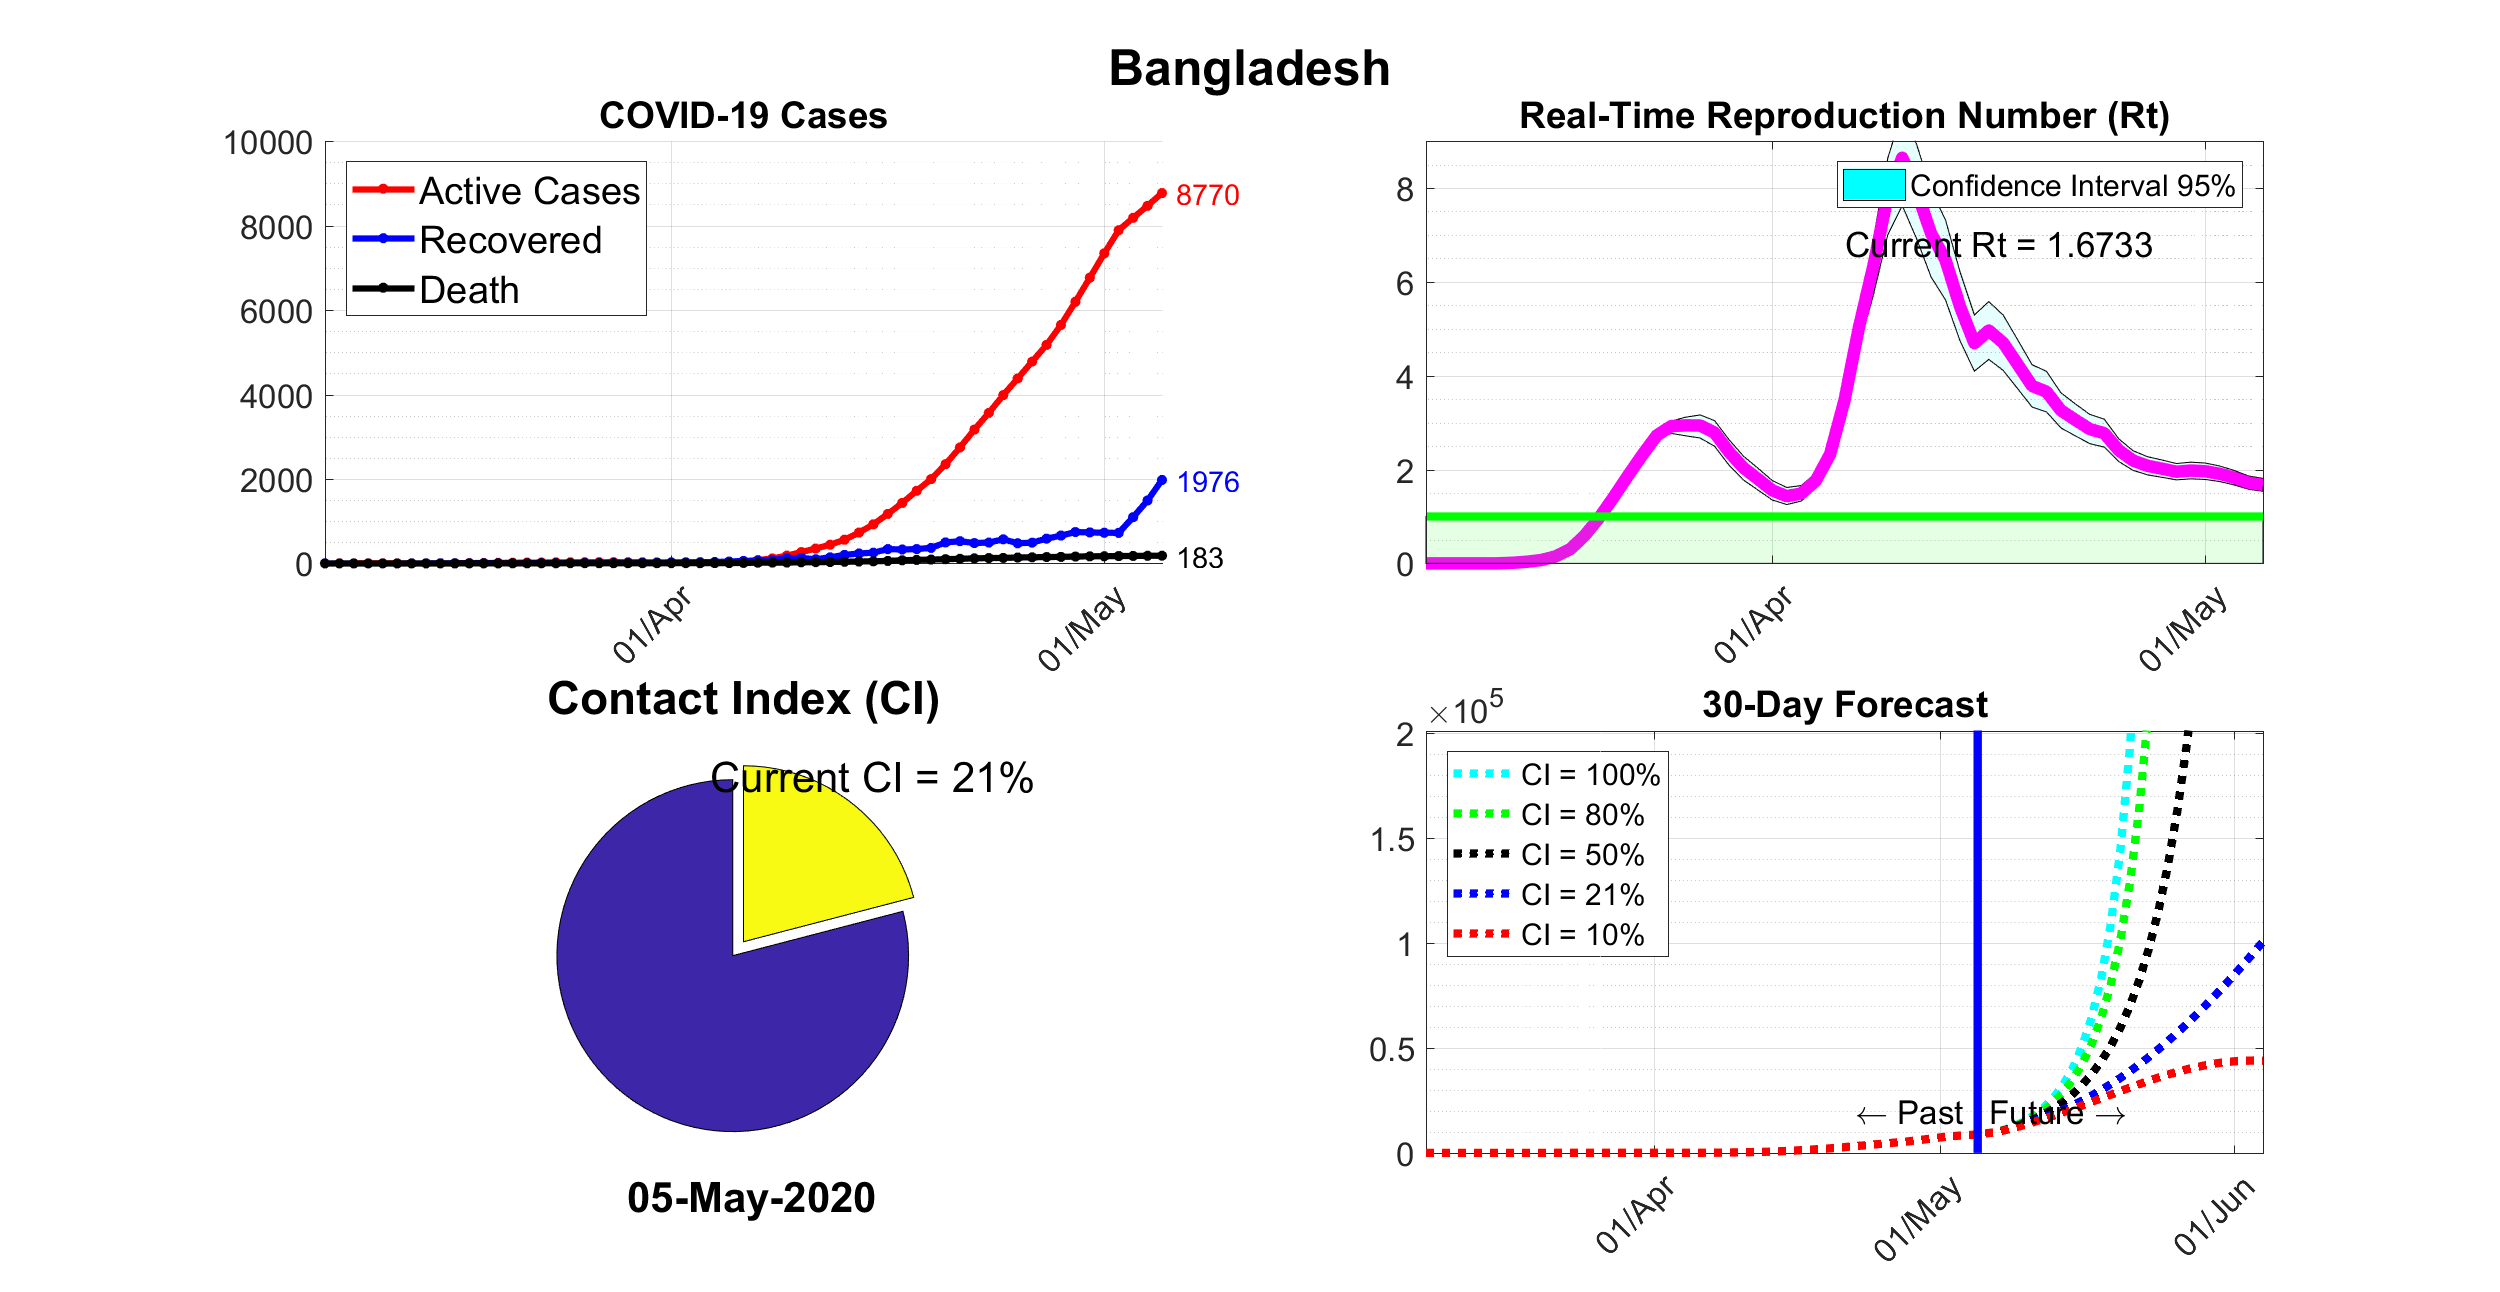 Bangladesh
COVID-19 Cases
10000
8000
6000
4000
2000
0
Active Cases
Recovered
Death
8770
1976
183
01/Apr
01/May
Real-Time Reproduction Number (Rt)
8
6
4
2
0
Confidence Interval 95%
Current Rt = 1.6733
01/Apr
01/May
Contact Index (CI)
Current CI = 21%
05-May-2020
30-Day Forecast
×10⁵
2
1.5
1
0.5
0
CI = 100%
CI = 80%
CI = 50%
CI = 21%
CI = 10%
← Past
Future →
01/Apr
01/May
01/Jun